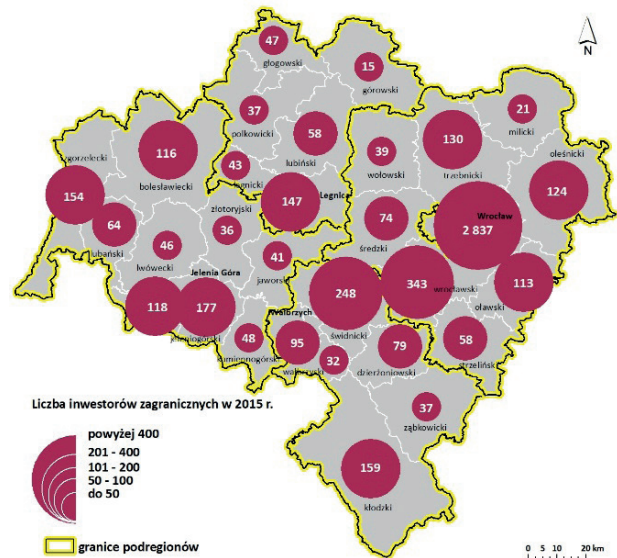 N
47
głogowski
15
górowski
37
polkowicki
58
lubiński
21
milicki
130
trzebnicki
39
wołowski
oleśnicki
124
zgorzelecki
116
bolesławiecki
43
Legnica
147
154
64
lubański
złotoryjski
36
46
lwówecki
41
jaworski
74
średzki
Wrocław
2 837
Jelenia Góra
118
177
jeleniogórski
48
kamiennogórski
Wałbrzych
95
wałbrzyski
248
świdnicki
32
343
wrocławski
113
oławski
58
strzeliński
79
dzierżoniowski
37
ząbkowicki
159
kłodzki
Liczba inwestorów zagranicznych w 2015 r.
powyżej 400
201 - 400
101 - 200
50 - 100
do 50
granice podregionów
0 5 10 20 km